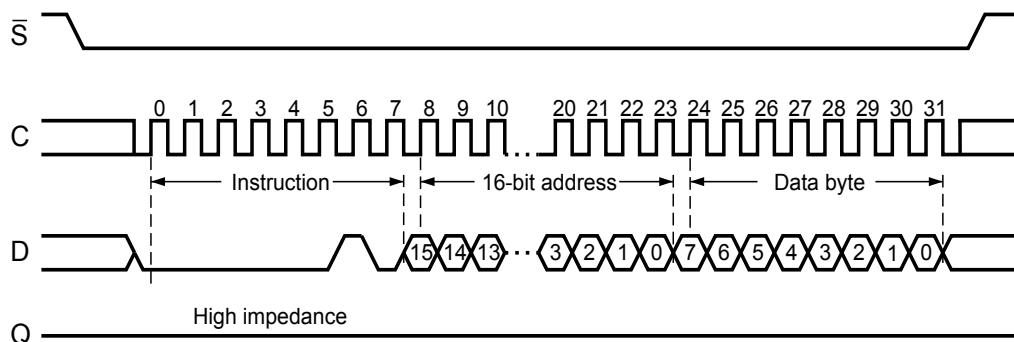 S
0 1 2 3 4 5 6 7 8 9 10 20 21 22 23 24 25 26 27 28 29 30 31
C
Instruction 16-bit address Data byte
D 15 14 13 3 2 1 0 7 6 5 4 3 2 1 0
High impedance
Q